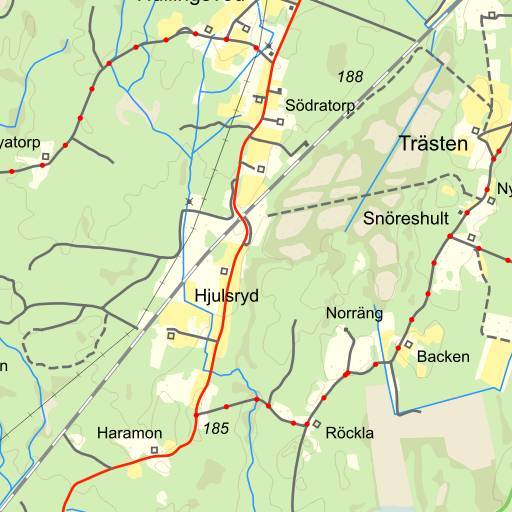 188
Södratorp
Trästen
Snöreshult
Hjulsryd
Norräng
Backen
185
Haramon
Röckla